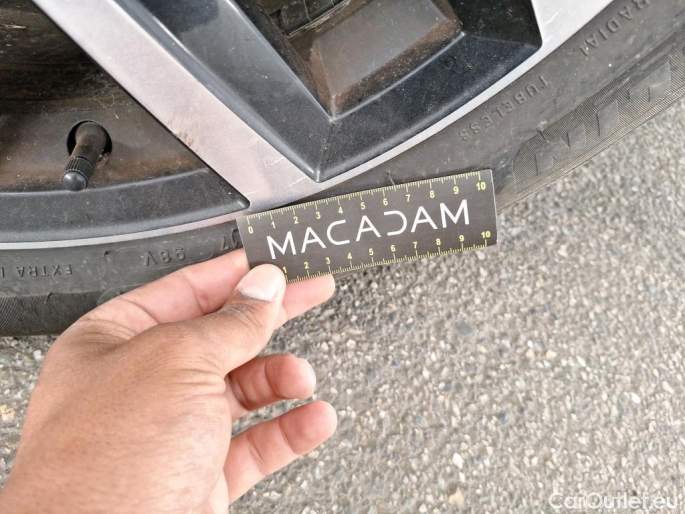 RADIAL
TUBELESS
0 1 2 3 4 5 6 7 8 9 10
MACADAM
1 2 3 4 5 6 7 8 9 10
98V
EXTRA
CarOutlet.eu